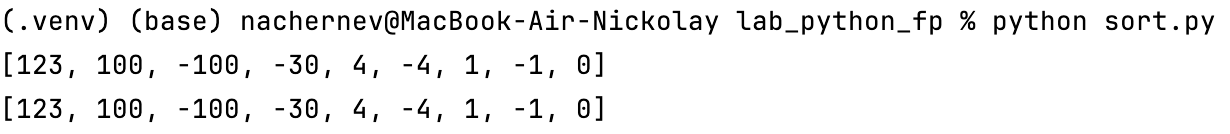 (.venv) (base) nachernev@MacBook-Air-Nickolay lab_python_fp % python sort.py
[123, 100, -100, -30, 4, -4, 1, -1, 0]
[123, 100, -100, -30, 4, -4, 1, -1, 0]